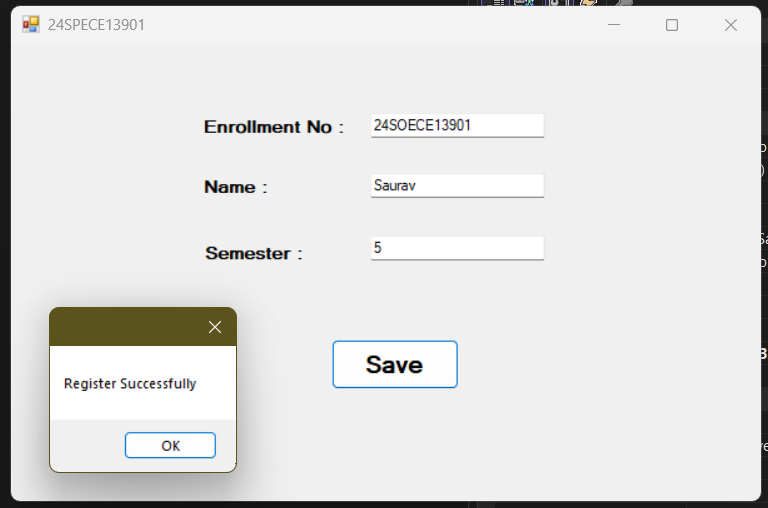 24SPECE13901
Enrollment No : 24SOECE13901
Name : Saurav
Semester : 5
Save
Register Successfully
OK